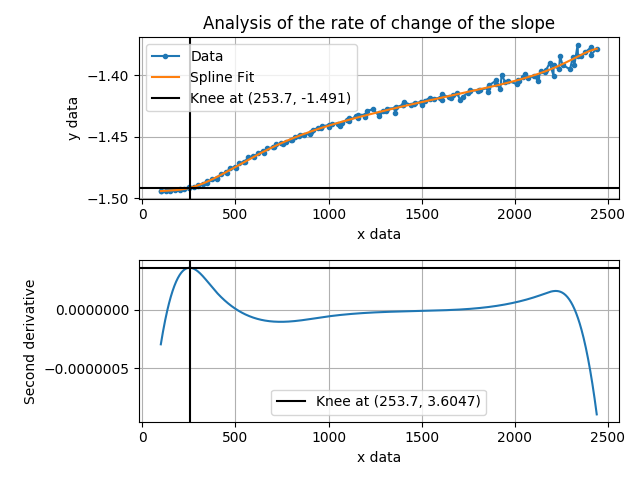 Analysis of the rate of change of the slope
Data
Spline Fit
Knee at (253.7, -1.491)
−1.40
−1.45
−1.50
y data
0 500 1000 1500 2000 2500
x data
0.0000000
−0.0000005
Second derivative
Knee at (253.7, 3.6047)
0 500 1000 1500 2000 2500
x data